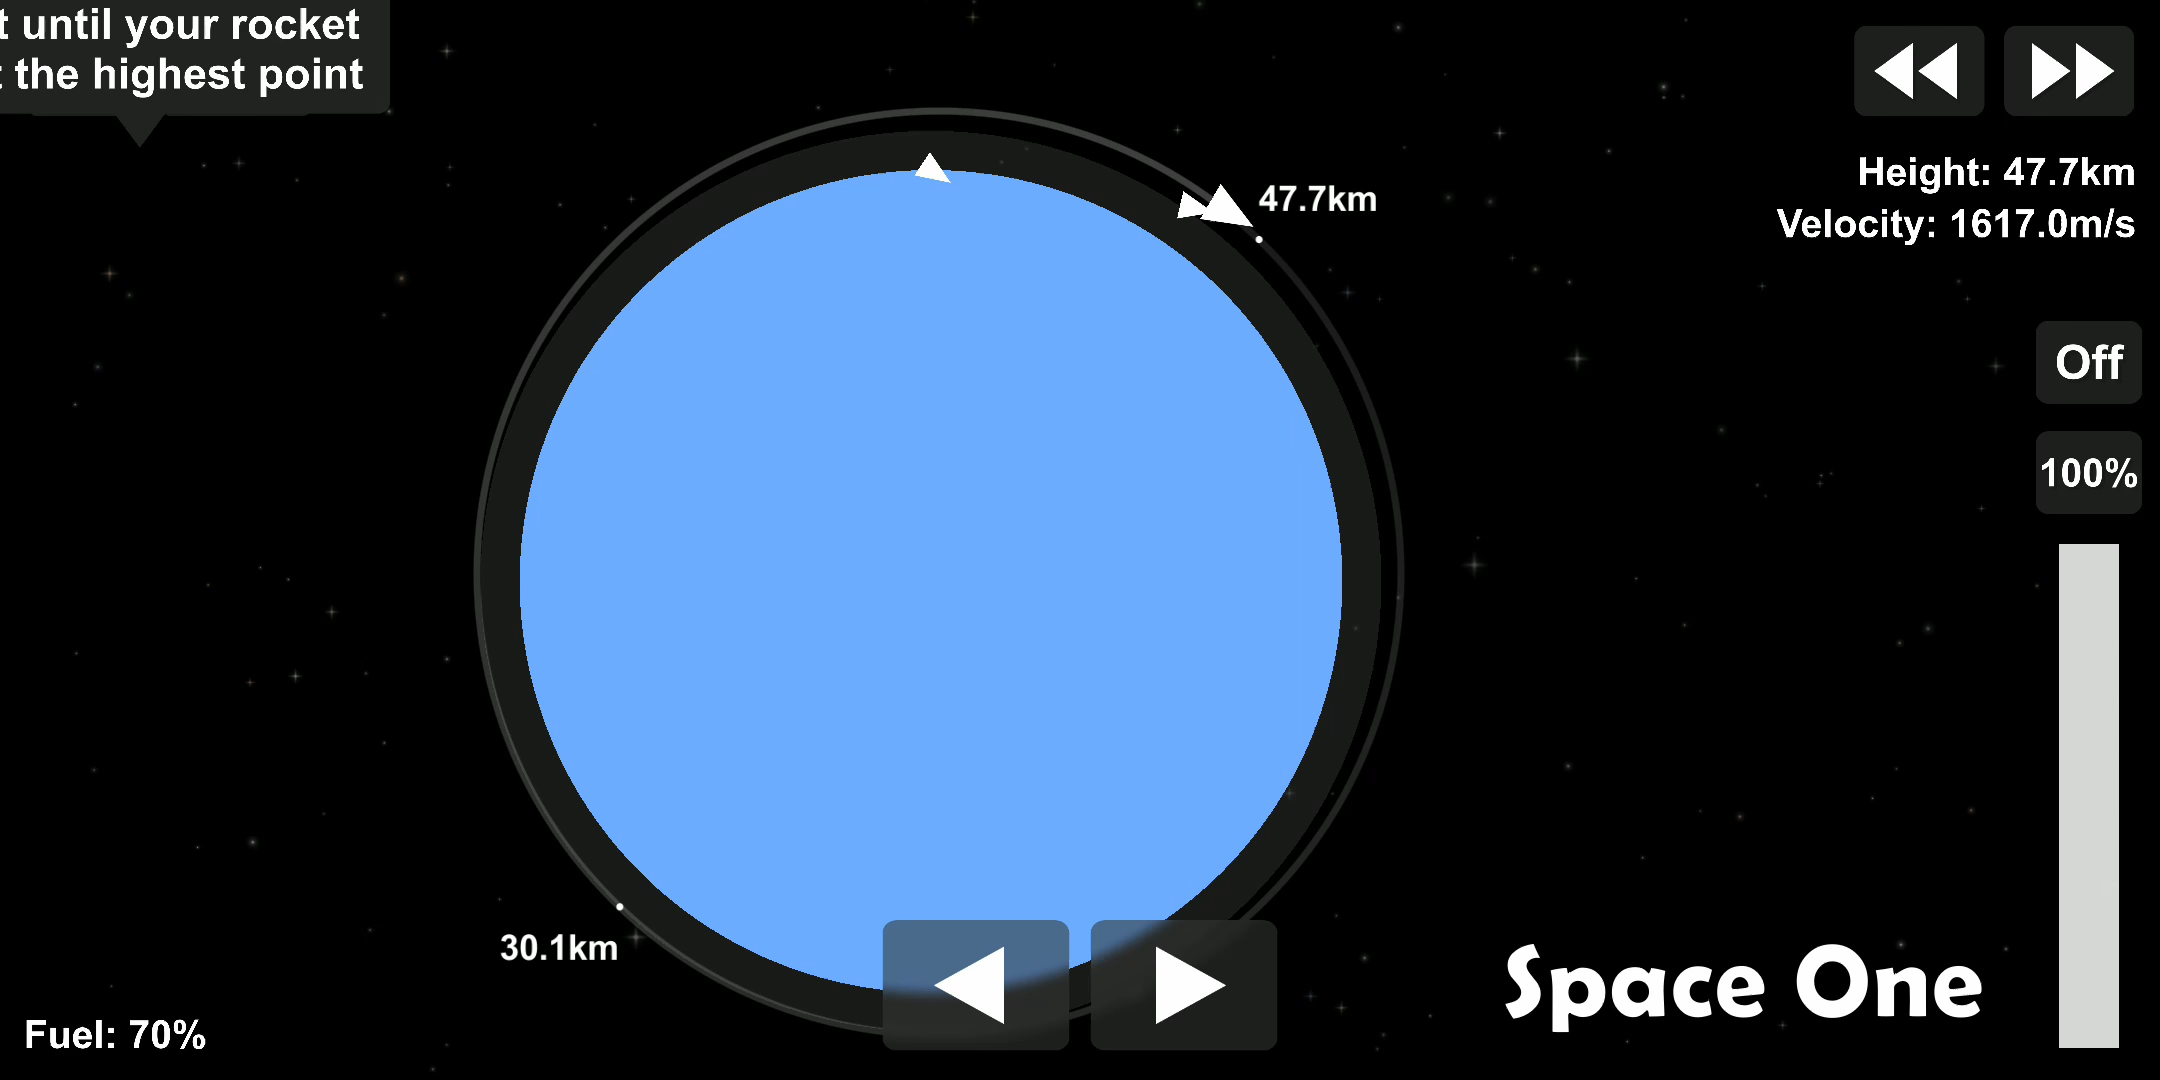 until your rocket
the highest point
47.7km
Height: 47.7km
Velocity: 1617.0m/s
Off
100%
30.1km
Space One
Fuel: 70%